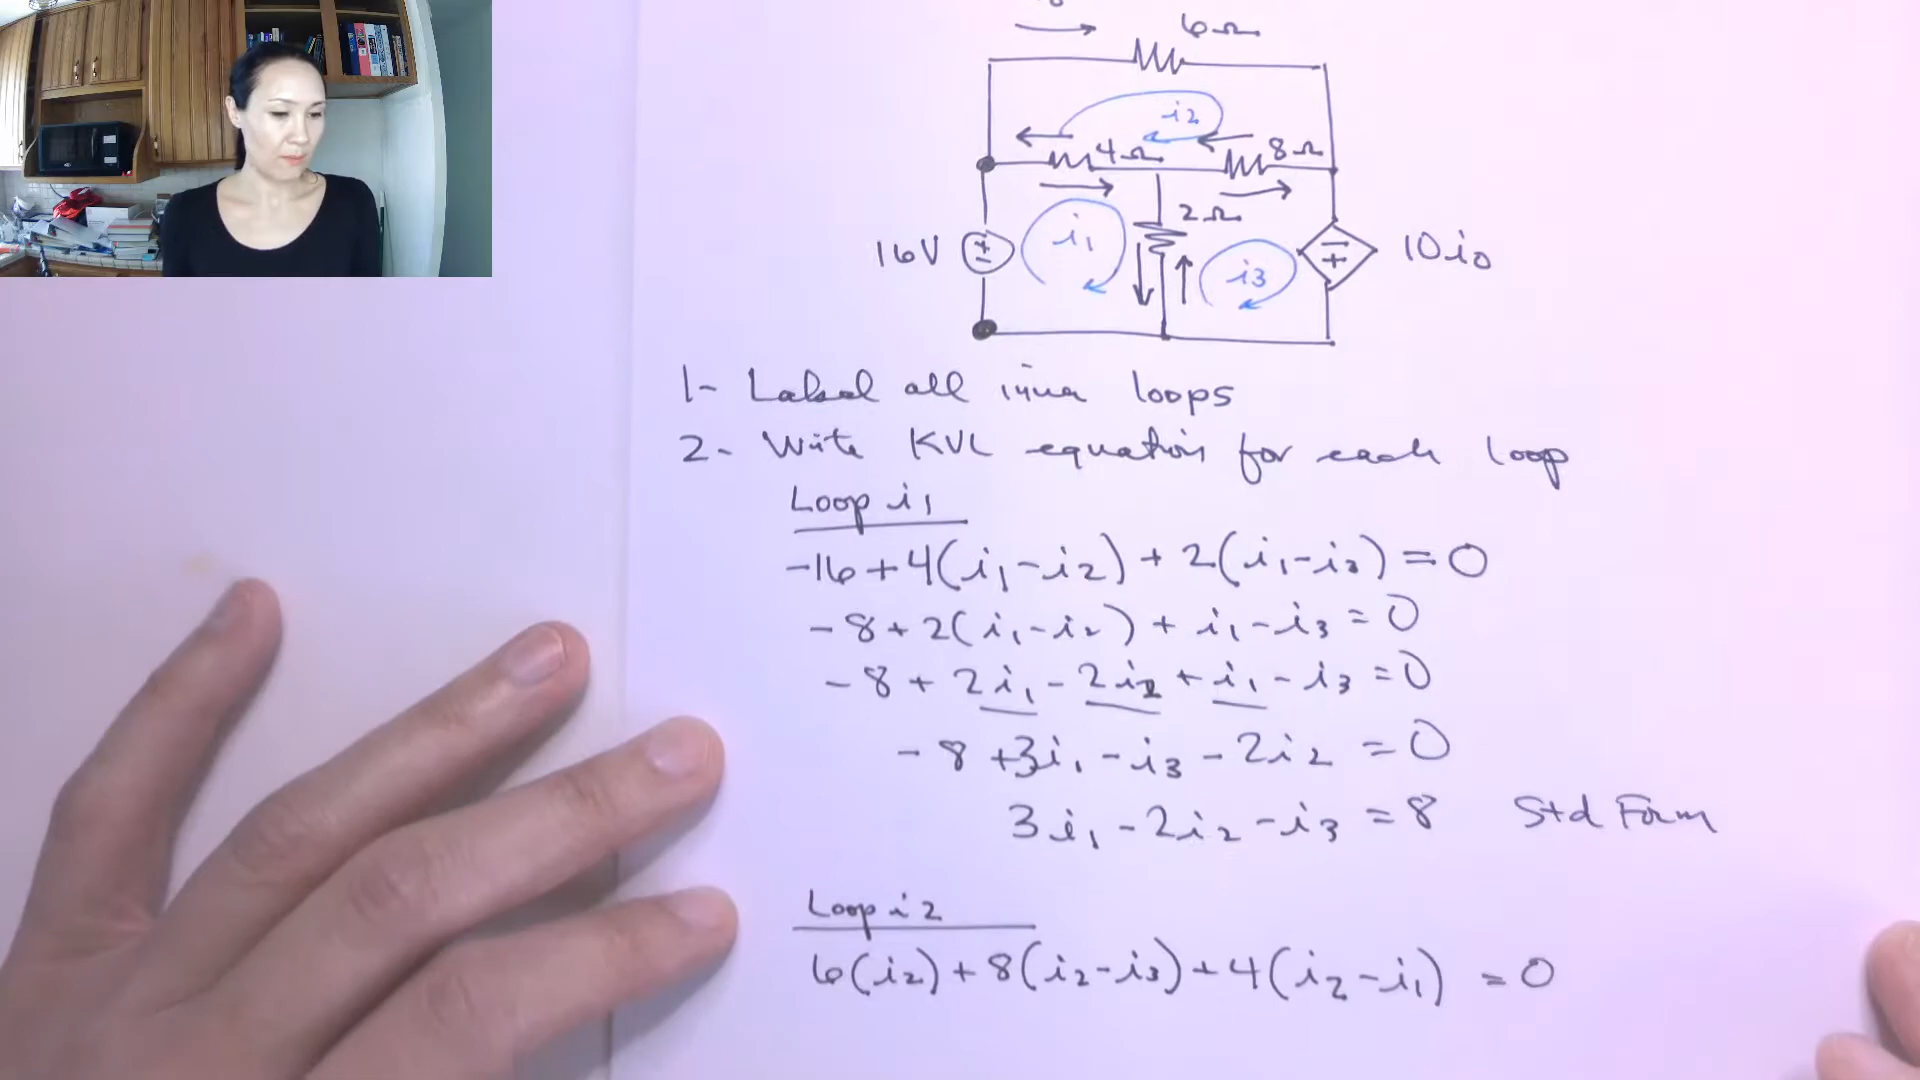 6Ω
i2
4Ω
8Ω
2Ω
16V
i1
i3
10i0
1- Label all inner loops
2- Write KVL equation for each loop
Loop i1
-16+4(i1-i2) + 2(i1-i3) = 0
-8+2(i1-i2) + i1-i3 = 0
-8 + 2i1 - 2i2 + i1 - i3 = 0
-8 +3i1 - i3 - 2i2 = 0
3i1 - 2i2 - i3 = 8 Std Form
Loop i2
6(i2)+8(i2-i3)+4(i2-i1) = 0